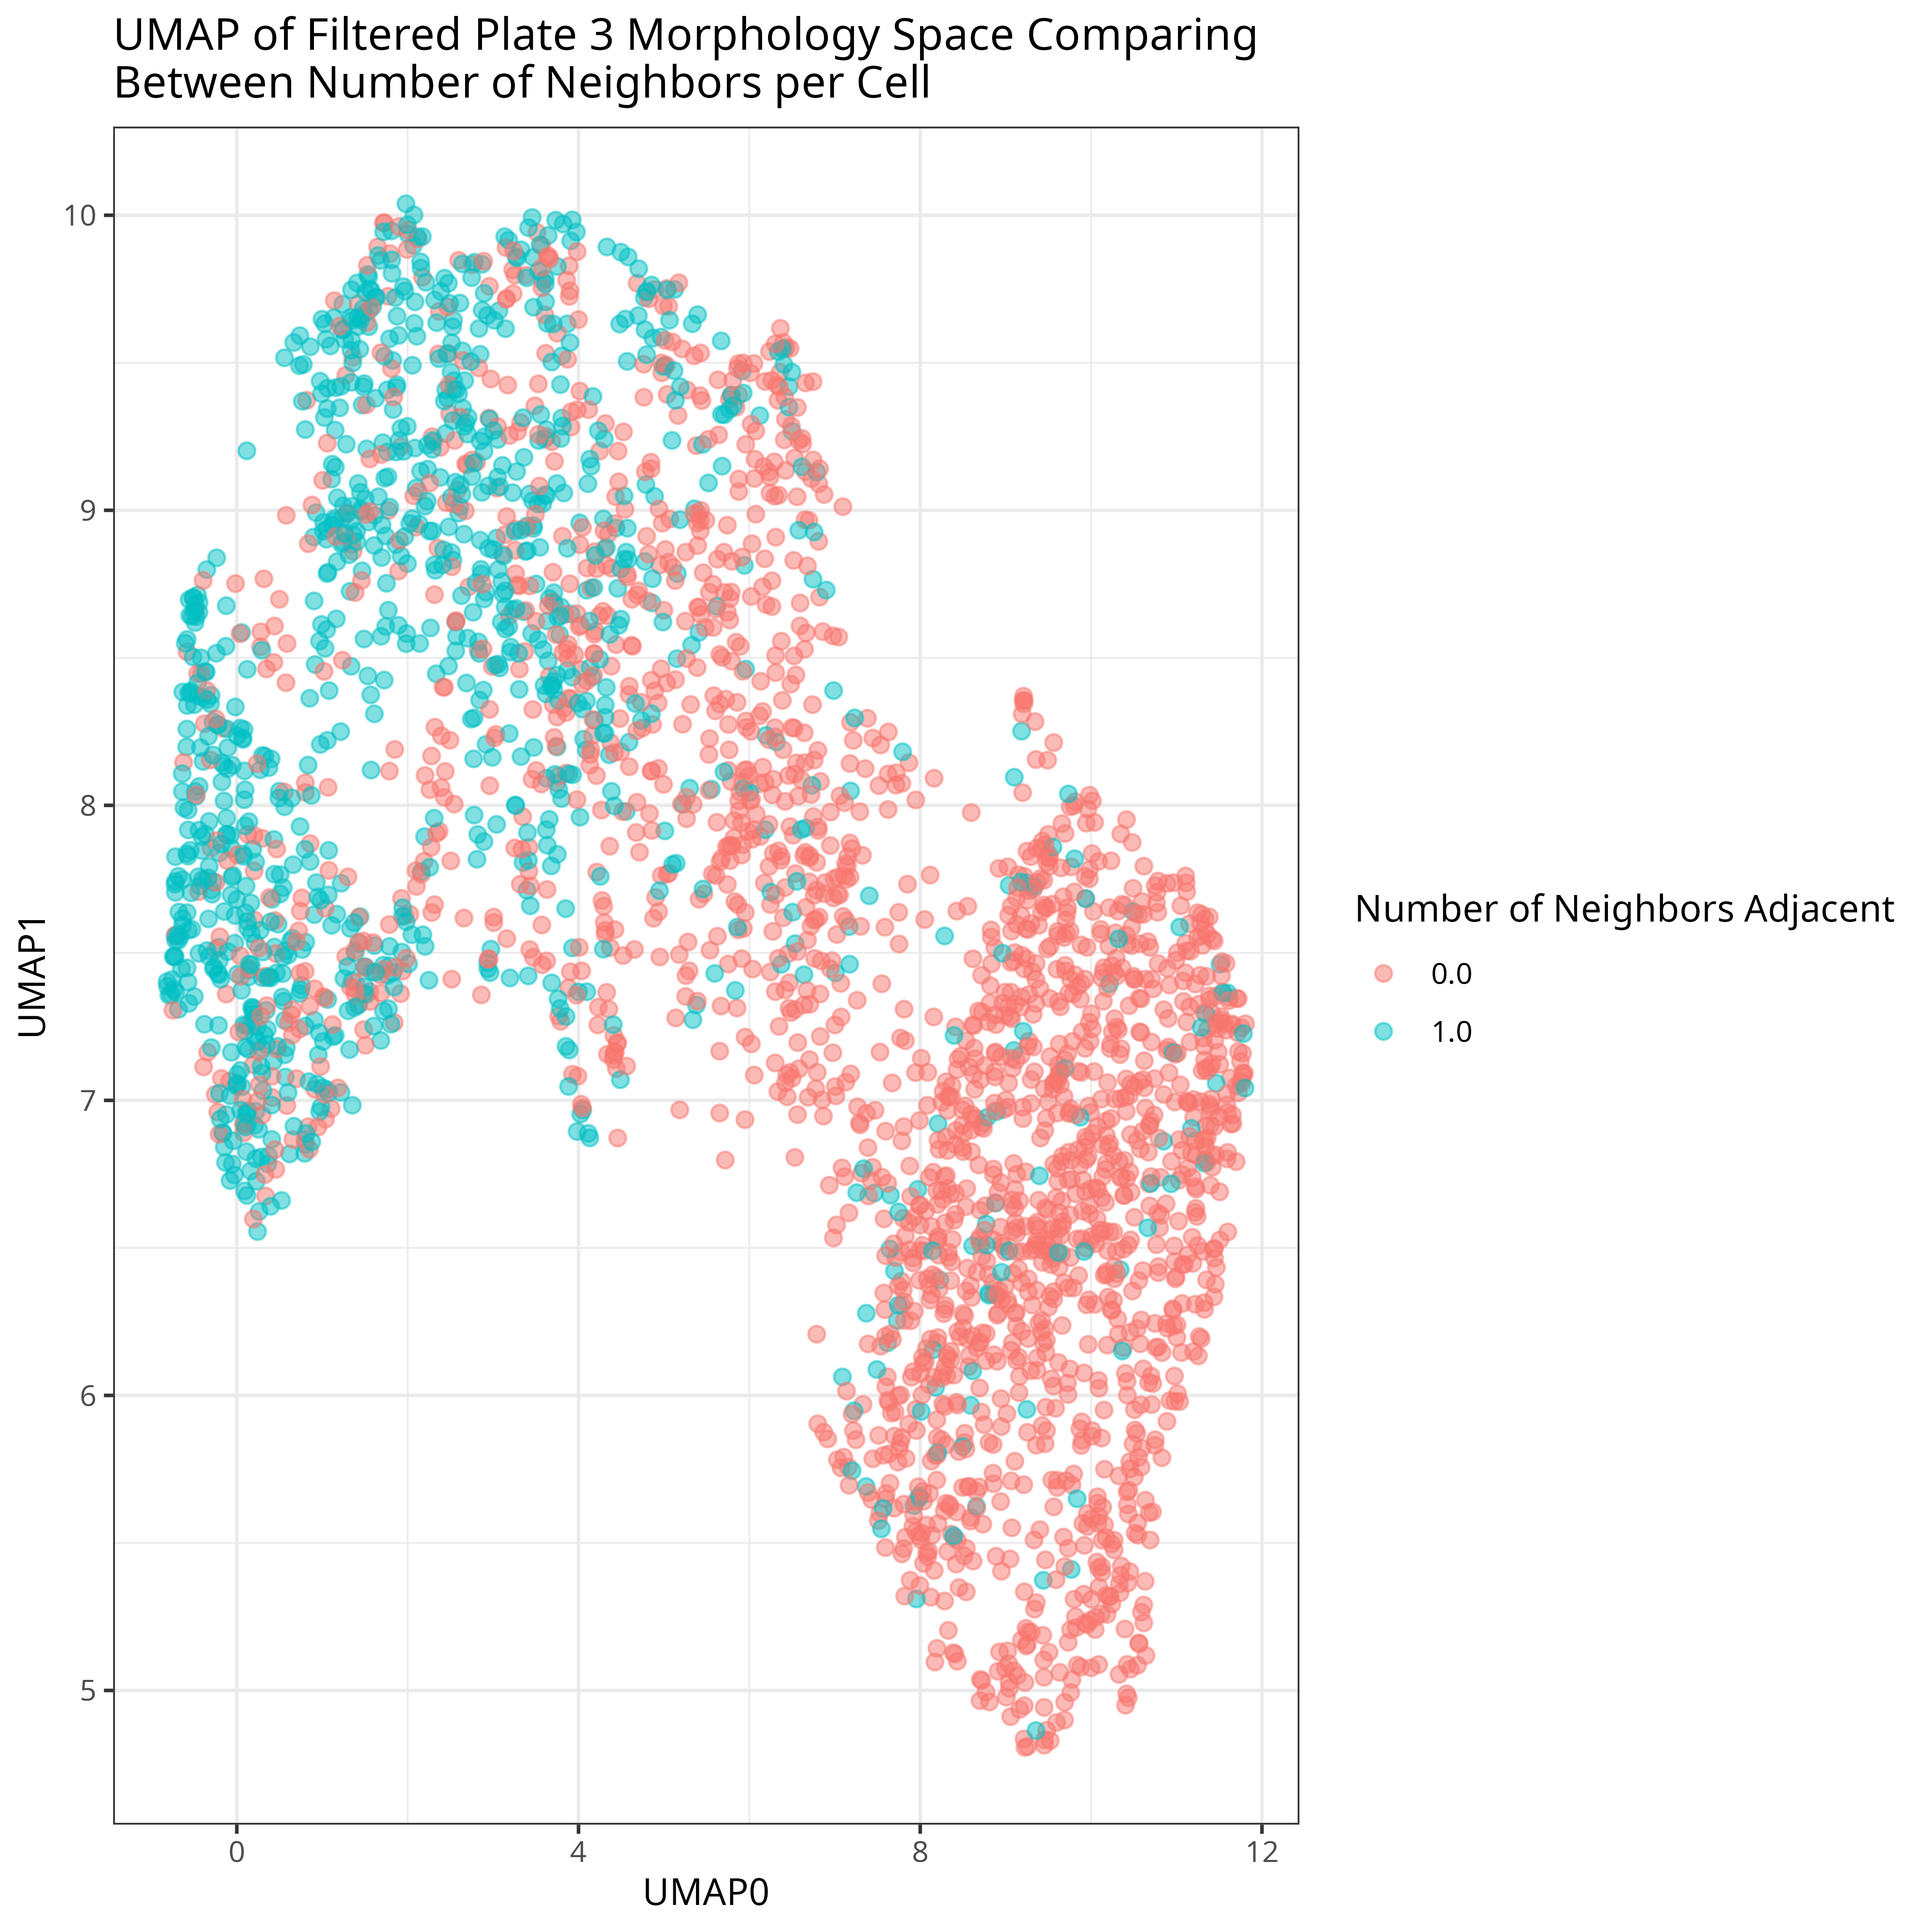 UMAP of Filtered Plate 3 Morphology Space Comparing
Between Number of Neighbors per Cell
10
9
8
7
6
5
UMAP1
0 4 8 12
UMAP0
Number of Neighbors Adjacent
0.0
1.0